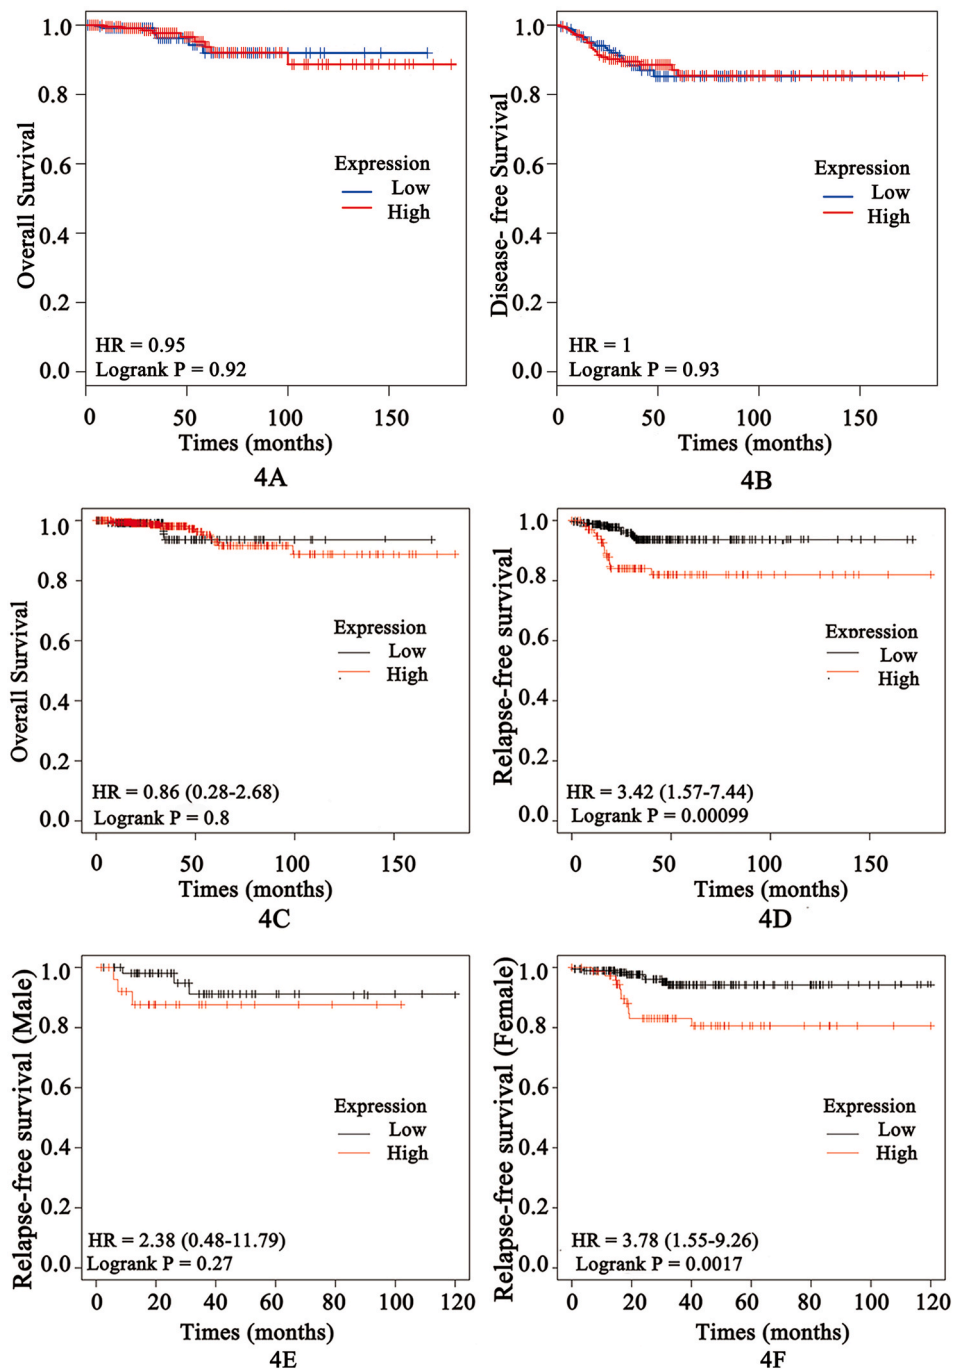 1.0
0.8
0.6
0.4
0.2
0.0
Overall Survival
Expression
Low
High
HR = 0.95
Logrank P = 0.92
0 50 100 150
Times (months)
4A
1.0
0.8
0.6
0.4
0.2
0.0
Disease- free Survival
Expression
Low
High
HR = 1
Logrank P = 0.93
0 50 100 150
Times (months)
4B
1.0
0.8
0.6
0.4
0.2
0.0
Overall Survival
Expression
Low
High
HR = 0.86 (0.28-2.68)
Logrank P = 0.8
0 50 100 150
Times (months)
4C
1.0
0.8
0.6
0.4
0.2
0.0
Relapse-free survival
Expression
Low
High
HR = 3.42 (1.57-7.44)
Logrank P = 0.00099
0 50 100 150
Times (months)
4D
1.0
0.8
0.6
0.4
0.2
0.0
Relapse-free survival (Male)
Expression
Low
High
HR = 2.38 (0.48-11.79)
Logrank P = 0.27
0 20 40 60 80 100 120
Times (months)
4E
1.0
0.8
0.6
0.4
0.2
0.0
Relapse-free survival (Female)
Expression
Low
High
HR = 3.78 (1.55-9.26)
Logrank P = 0.0017
0 20 40 60 80 100 120
Times (months)
4F